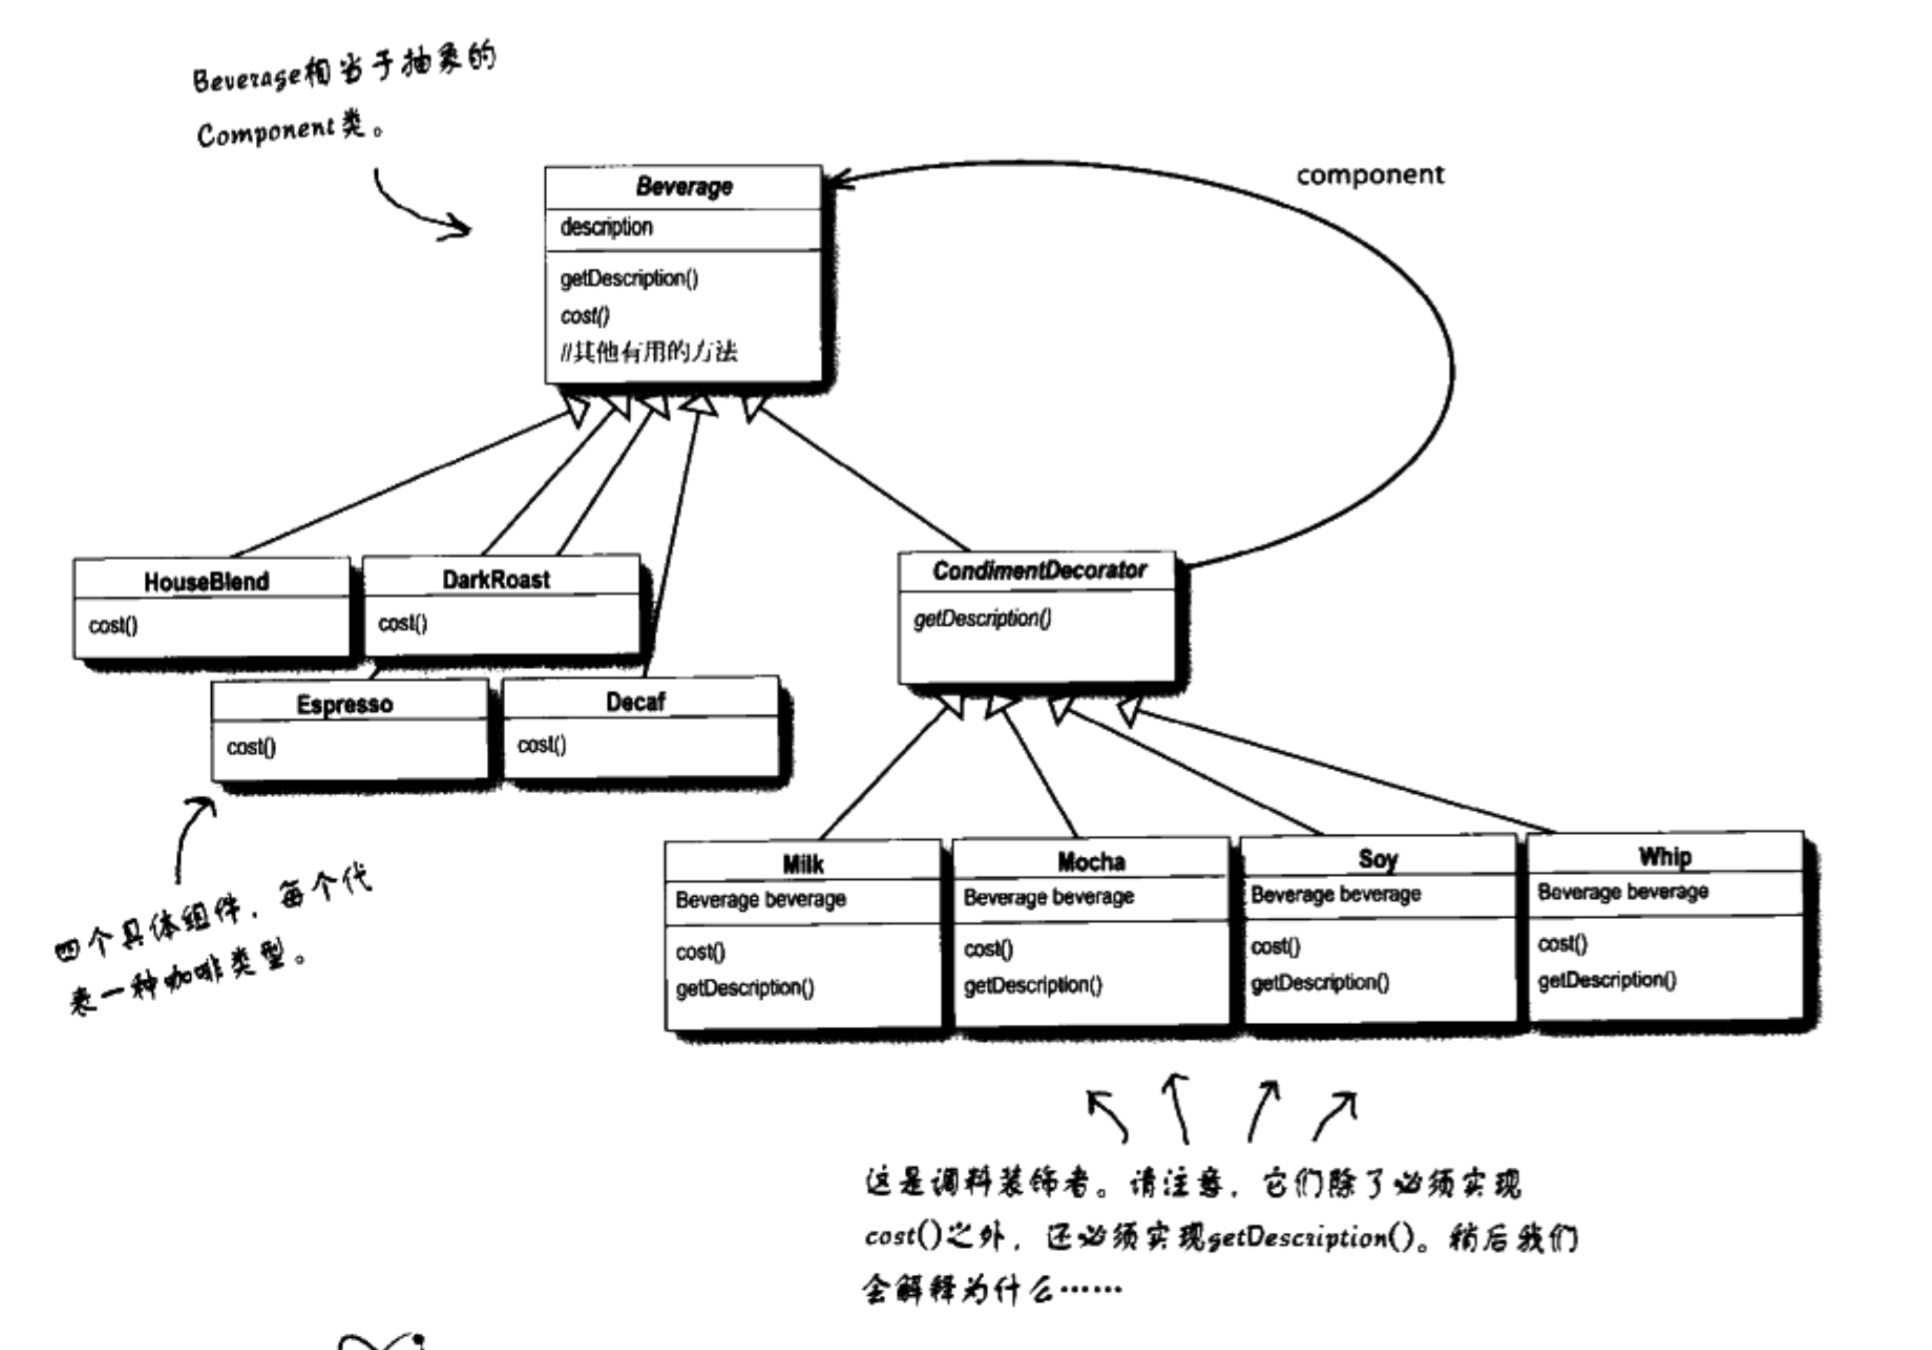 Beverage相当于抽象的
Component类。
component
Beverage
description
getDescription()
cost()
//其他有用的方法
HouseBlend
cost()
DarkRoast
cost()
CondimentDecorator
getDescription()
Espresso
cost()
Decaf
cost()
四个具体组件，每个代
表一种咖啡类型。
Milk
Beverage beverage
cost()
getDescription()
Mocha
Beverage beverage
cost()
getDescription()
Soy
Beverage beverage
cost()
getDescription()
Whip
Beverage beverage
cost()
getDescription()
这是调料装饰者。请注意，它们除了必须实现
cost()之外，还必须实现getDescription()。稍后我们
会解释为什么……